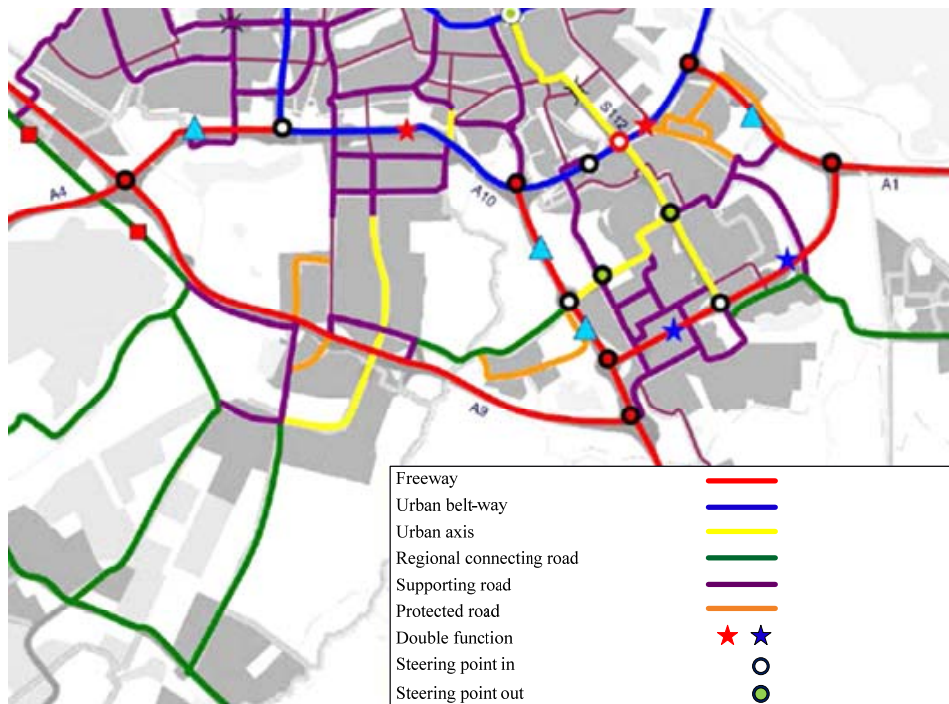 S112
A4
A10
A1
A9
Freeway
Urban belt-way
Urban axis
Regional connecting road
Supporting road
Protected road
Double function
Steering point in
Steering point out